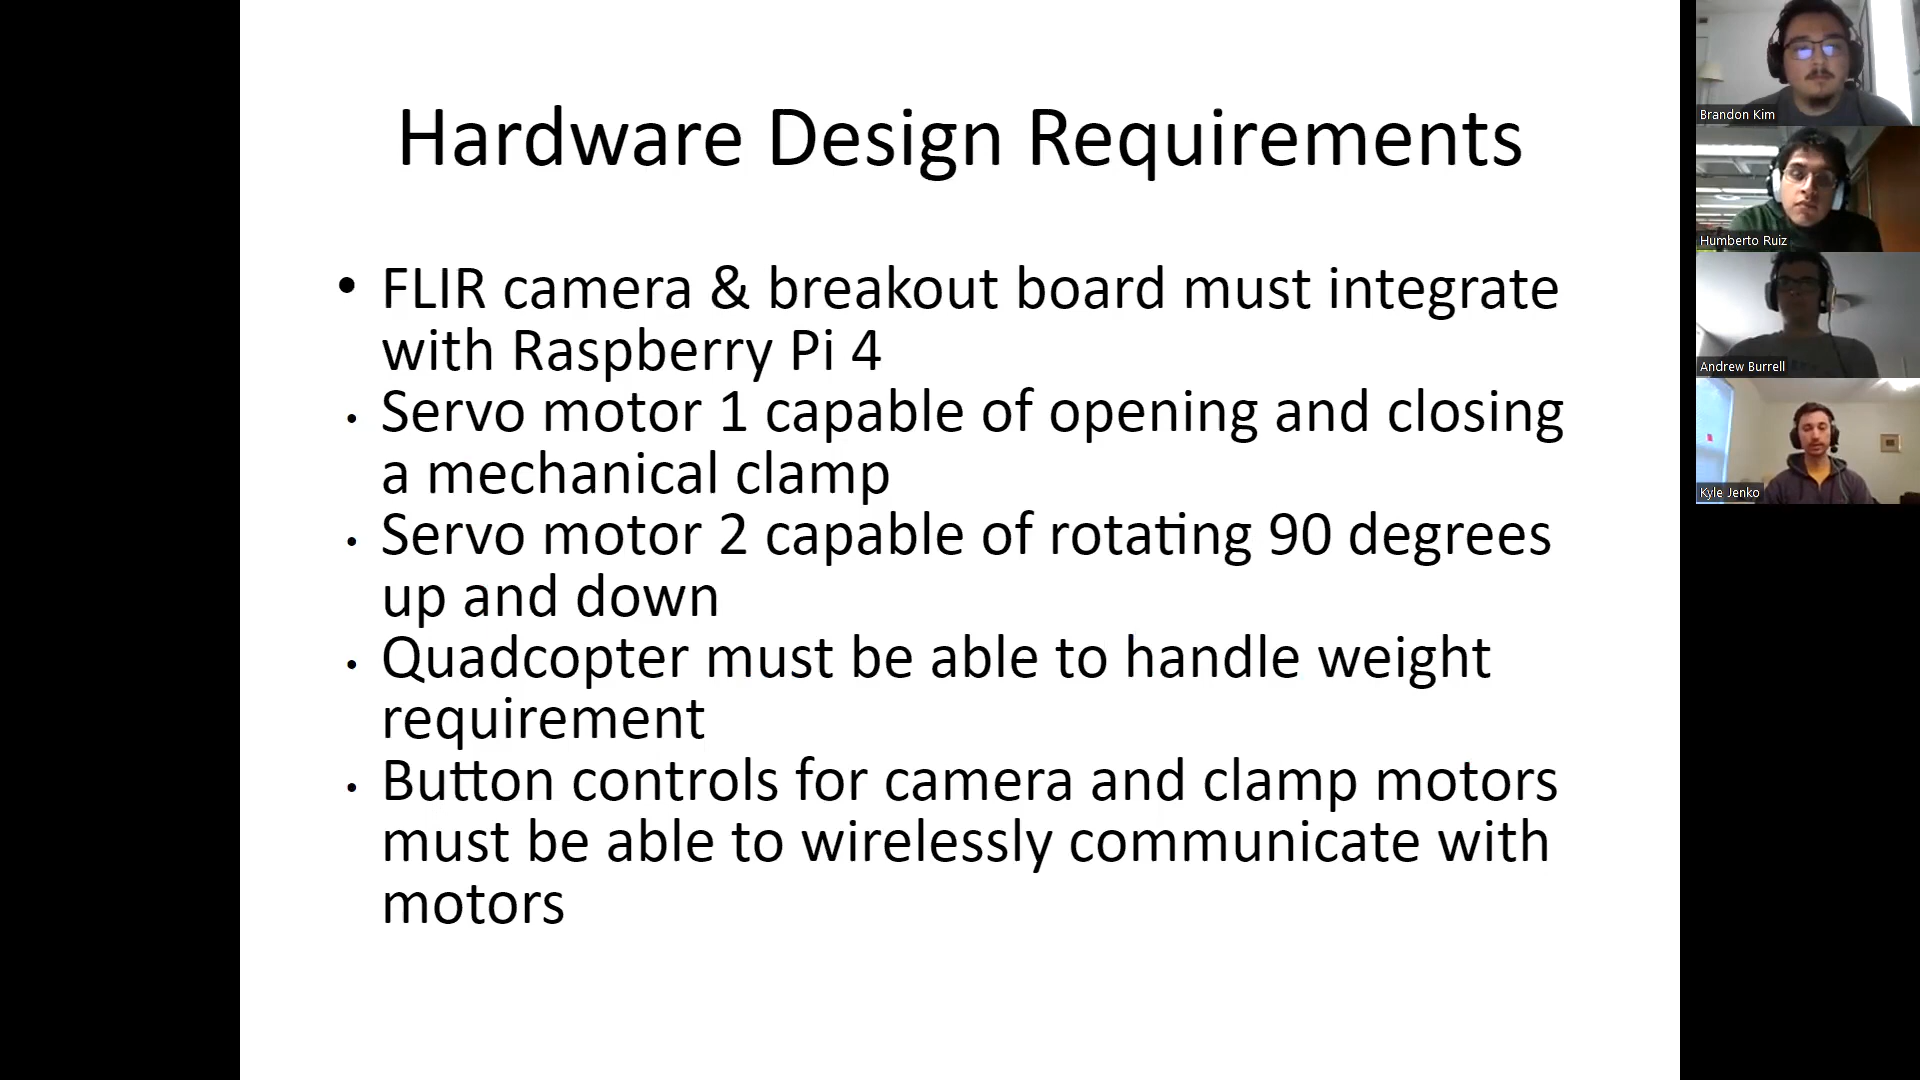 Hardware Design Requirements
• FLIR camera & breakout board must integrate
with Raspberry Pi 4
• Servo motor 1 capable of opening and closing
a mechanical clamp
• Servo motor 2 capable of rotating 90 degrees
up and down
• Quadcopter must be able to handle weight
requirement
• Button controls for camera and clamp motors
must be able to wirelessly communicate with
motors
Brandon Kim
Humberto Ruiz
Andrew Burrell
Kyle Jenko